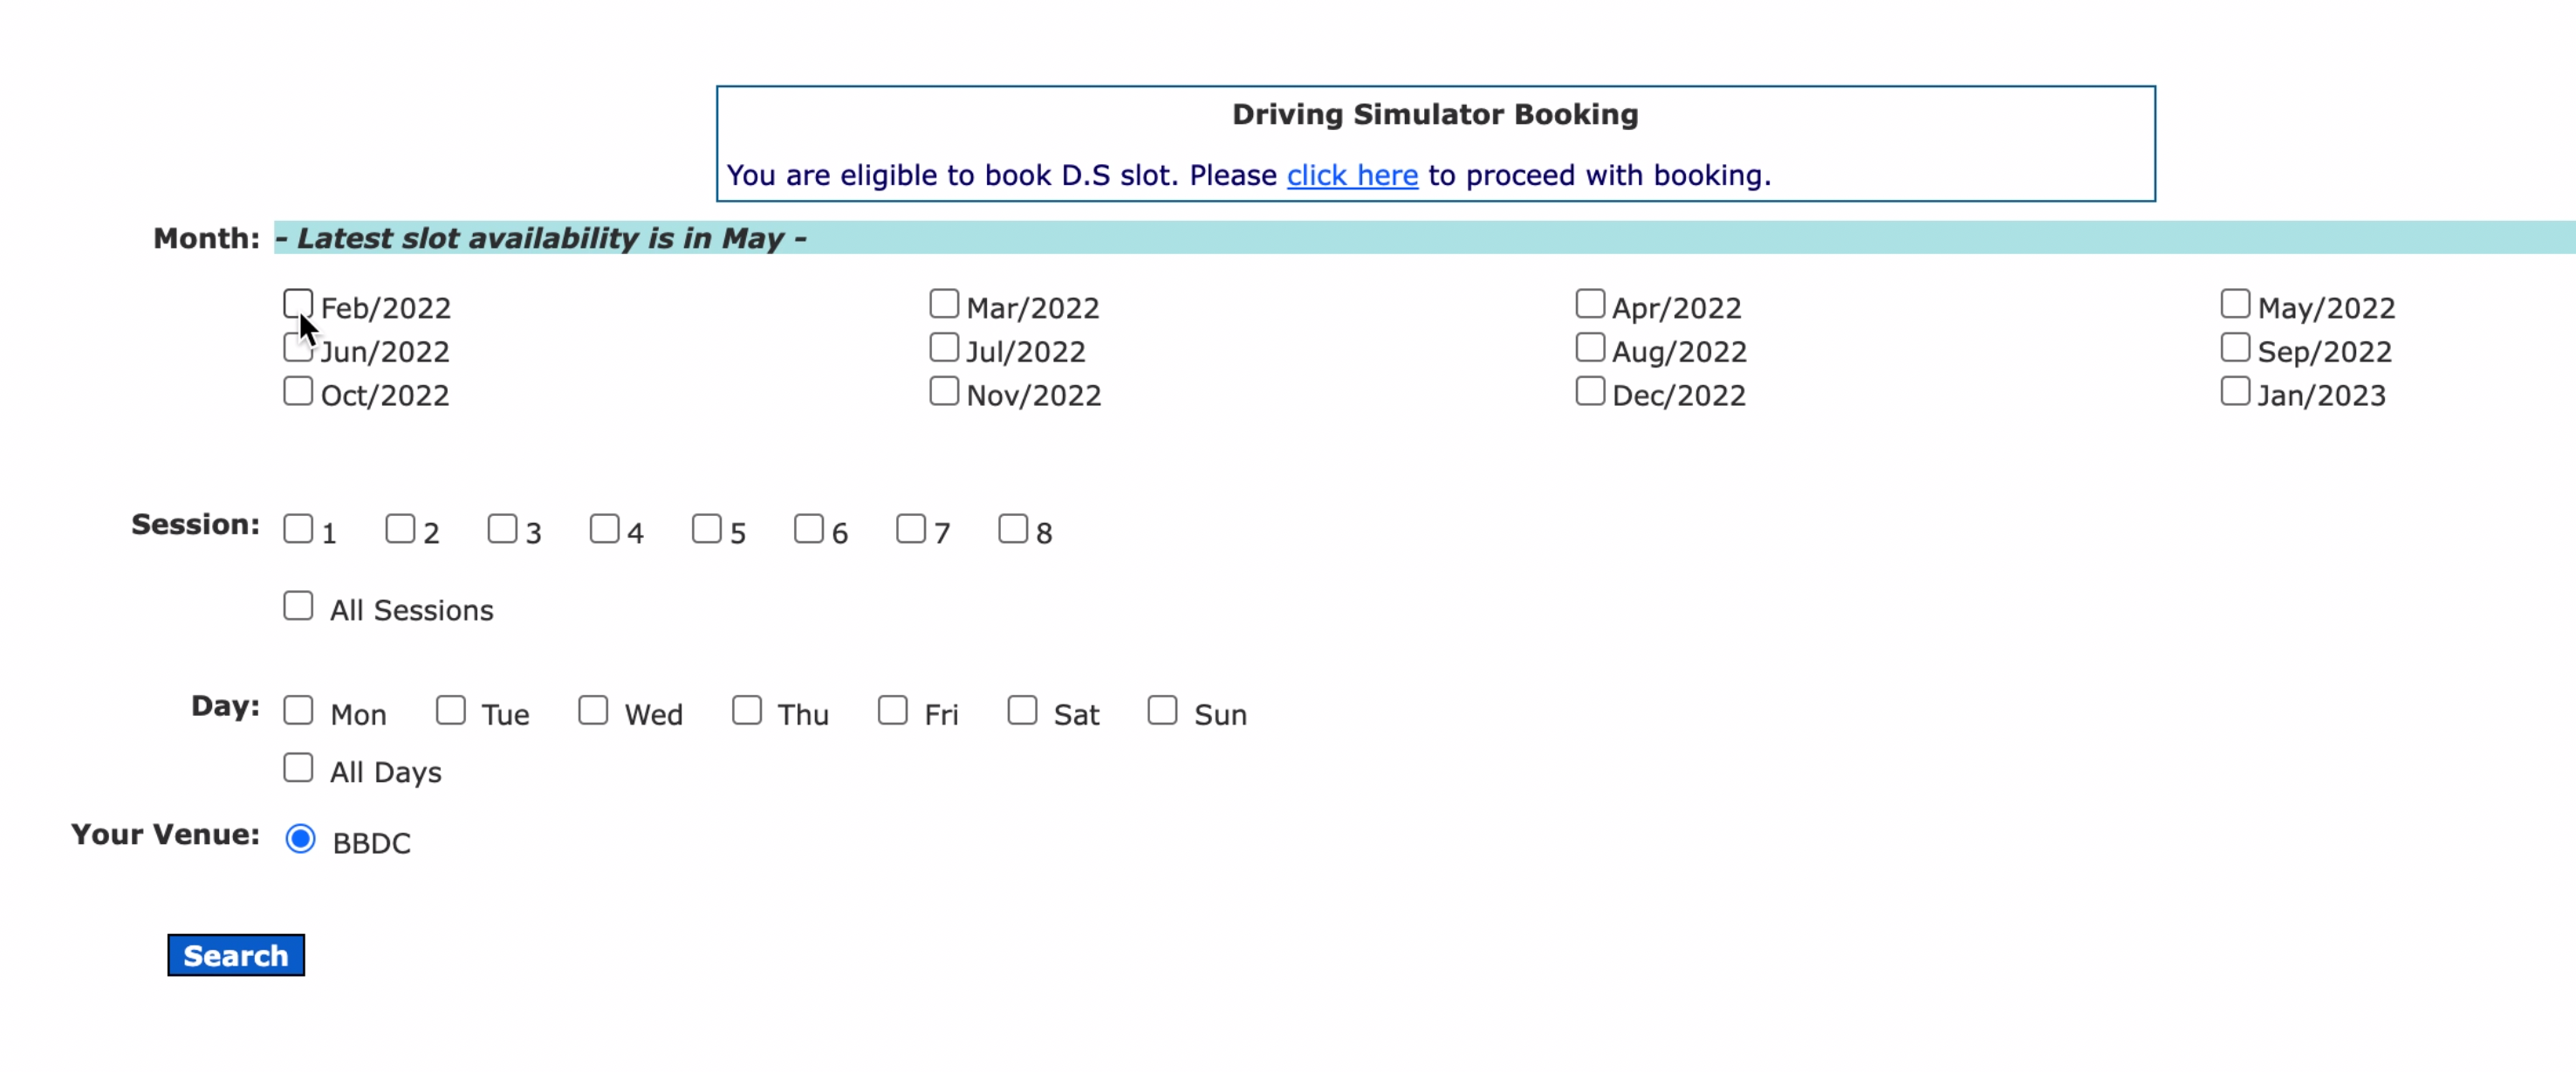 Driving Simulator Booking
You are eligible to book D.S slot. Please click here to proceed with booking.
Month: - Latest slot availability is in May -
Feb/2022 Mar/2022 Apr/2022 May/2022
Jun/2022 Jul/2022 Aug/2022 Sep/2022
Oct/2022 Nov/2022 Dec/2022 Jan/2023
Session: 1 2 3 4 5 6 7 8
All Sessions
Day: Mon Tue Wed Thu Fri Sat Sun
All Days
Your Venue: BBDC
Search